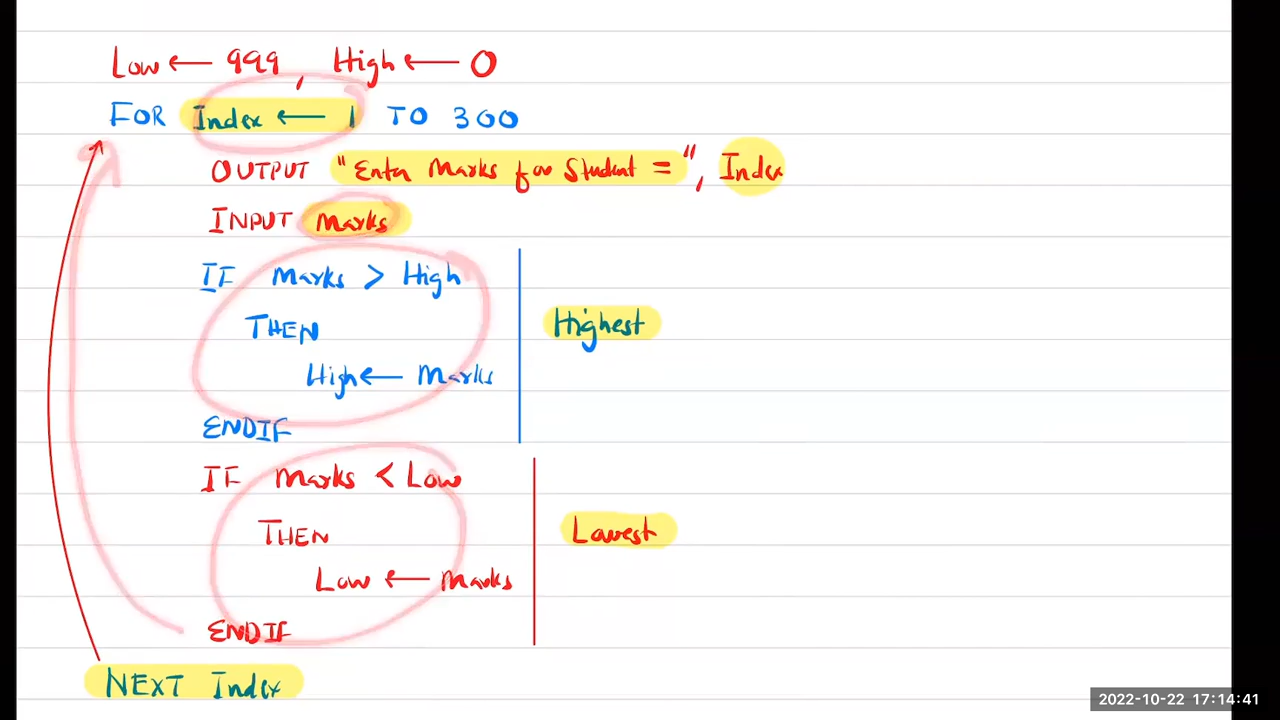 Low ← 999, High ← 0
FOR Index ← 1 TO 300
OUTPUT "Enter Marks for Student = ", Index
INPUT Marks
IF Marks > High
THEN
Highest
High ← Marks
ENDIF
IF Marks < Low
THEN
Lowest
Low ← Marks
ENDIF
NEXT Index
2022-10-22 17:14:41